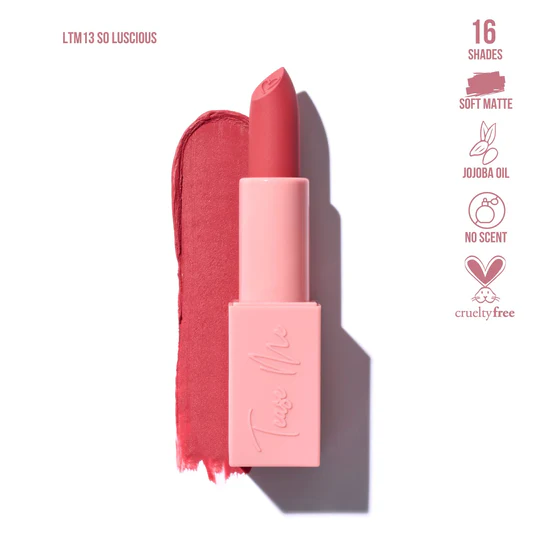 LTM13 SO LUSCIOUS
16
SHADES
SOFT MATTE
JOJOBA OIL
NO SCENT
crueltyfree
Tease Me